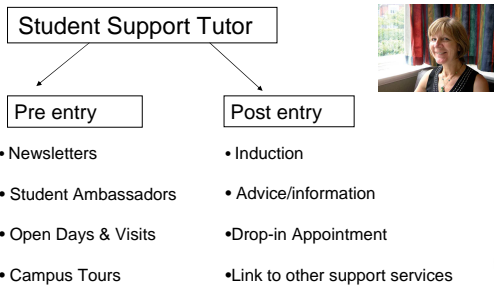 Student Support Tutor
Pre entry
Post entry
• Newsletters
• Student Ambassadors
• Open Days & Visits
• Campus Tours
• Induction
• Advice/information
•Drop-in Appointment
•Link to other support services